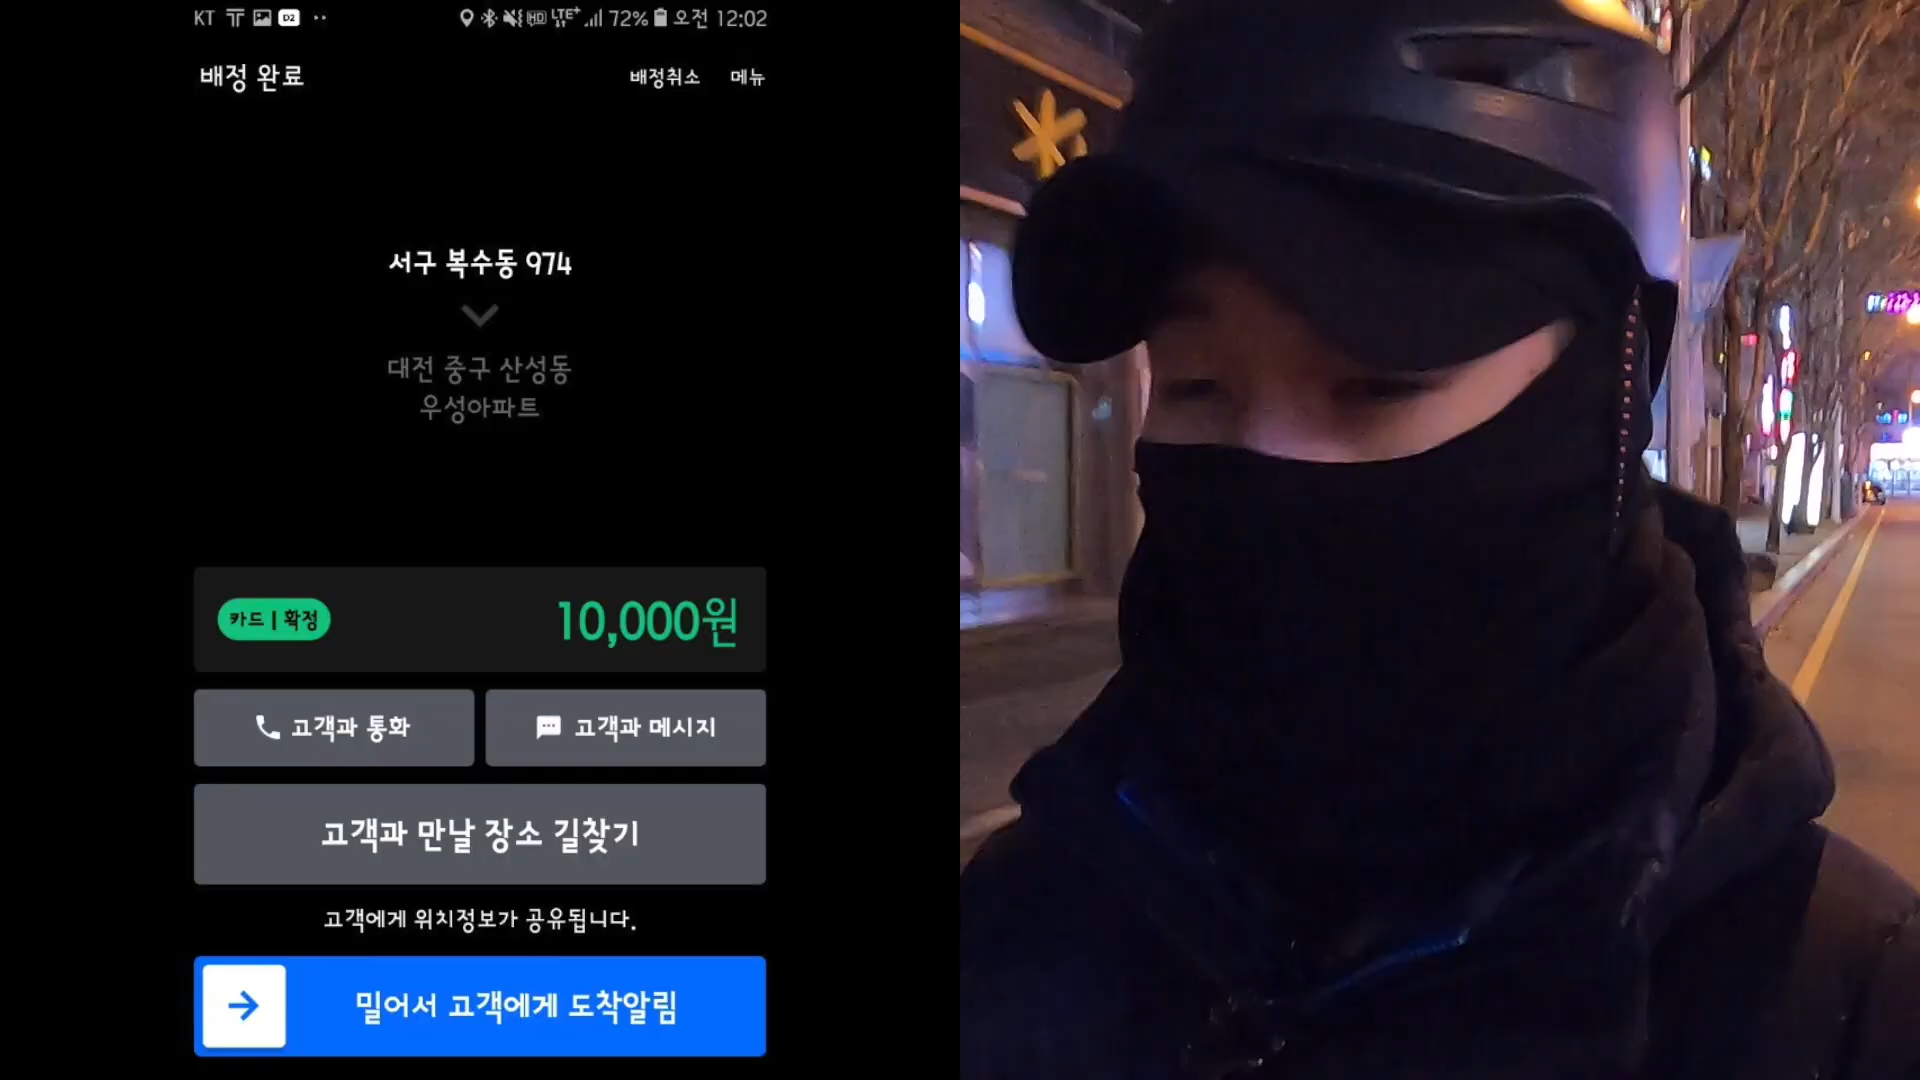 KT D2 HD LTE+ 72% 오전 12:02
배정 완료 배정취소 메뉴
서구 복수동 974
대전 중구 산성동
우성아파트
카드 | 확정 10,000원
고객과 통화 고객과 메시지
고객과 만날 장소 길찾기
고객에게 위치정보가 공유됩니다.
밀어서 고객에게 도착알림